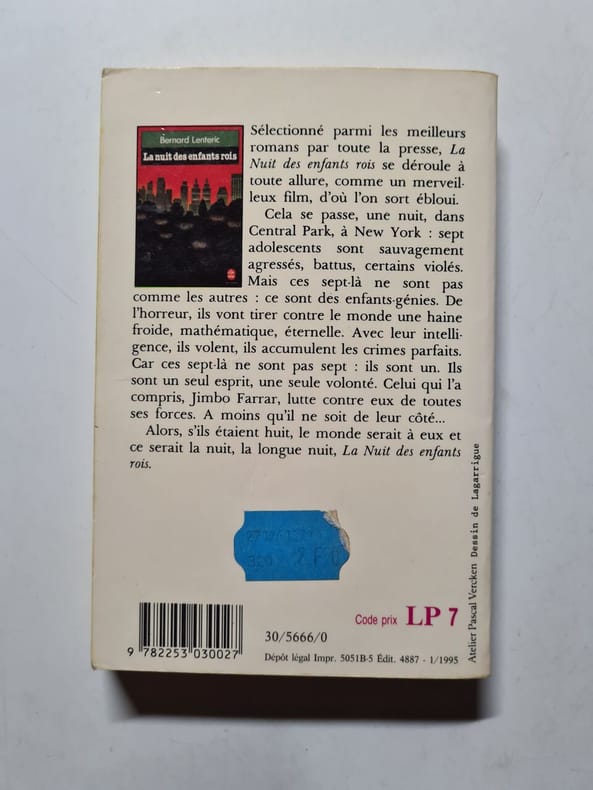 Bernard Lenteric
La nuit des enfants rois
Sélectionné parmi les meilleurs
romans par toute la presse, La
Nuit des enfants rois se déroule à
toute allure, comme un merveil-
leux film, d'où l'on sort ébloui.
Cela se passe, une nuit, dans
Central Park, à New York : sept
adolescents sont sauvagement
agressés, battus, certains violés.
Mais ces sept-là ne sont pas
comme les autres : ce sont des enfants-génies. De
l'horreur, ils vont tirer contre le monde une haine
froide, mathématique, éternelle. Avec leur intelli-
gence, ils volent, ils accumulent les crimes parfaits.
Car ces sept-là ne sont pas sept : ils sont un. Ils
sont un seul esprit, une seule volonté. Celui qui l'a
compris, Jimbo Farrar, lutte contre eux de toutes
ses forces. A moins qu'il ne soit de leur côté...
Alors, s'ils étaient huit, le monde serait à eux et
ce serait la nuit, la longue nuit, La Nuit des enfants
rois.
Atelier Pascal Vercken Dessin de Lagarrigue
Code prix LP 7
30/5666/0
9 782253 030027
Dépôt légal Impr. 5051B-5 Édit. 4887 - 1/1995